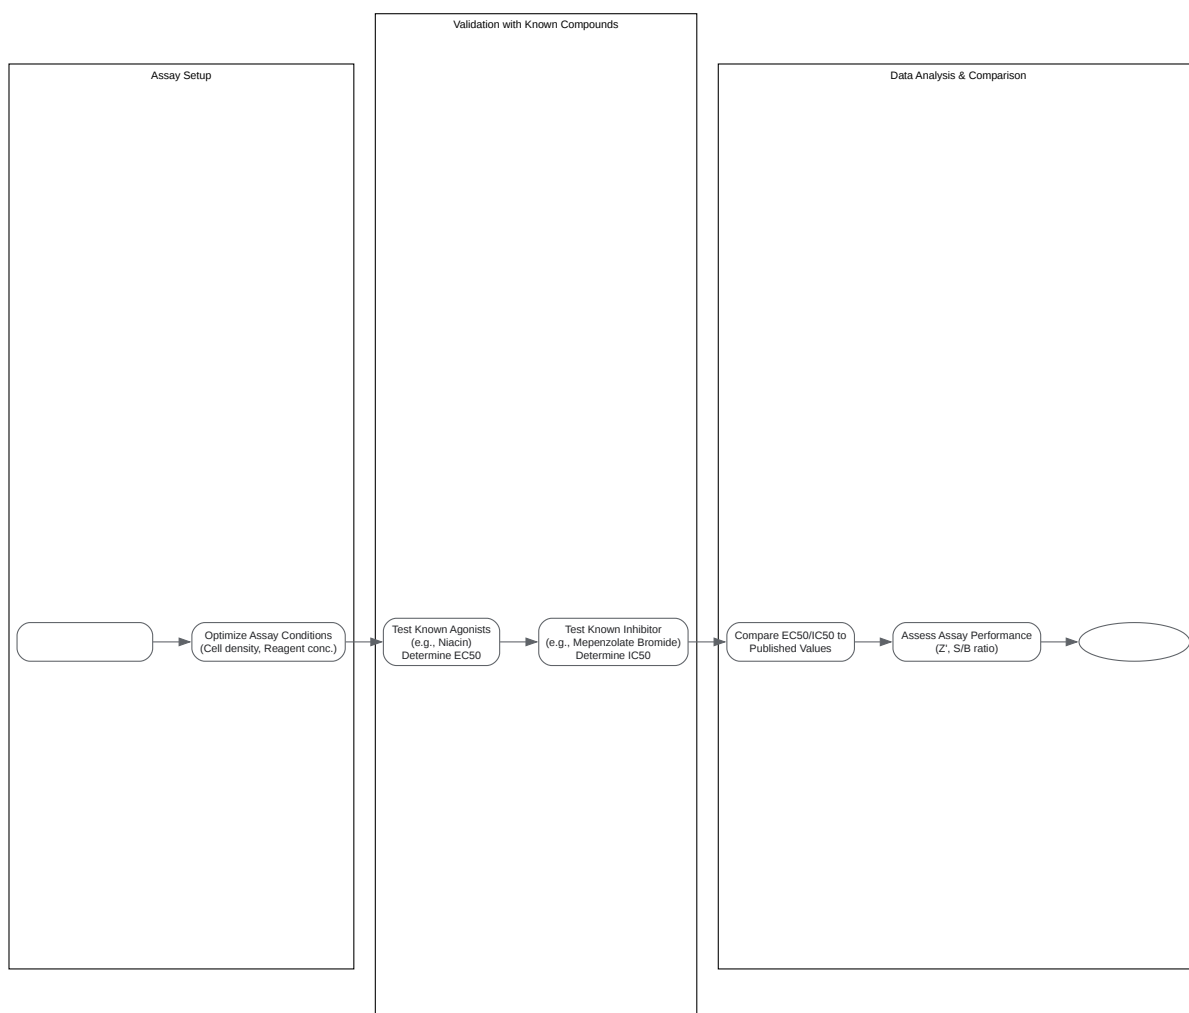 Validation with Known Compounds
Assay Setup
Data Analysis & Comparison
Optimize Assay Conditions
(Cell density, Reagent conc.)
Test Known Agonists
(e.g., Niacin)
Determine EC50
Test Known Inhibitor
(e.g., Mepenzolate Bromide)
Determine IC50
Compare EC50/IC50 to
Published Values
Assess Assay Performance
(Z', S/B ratio)